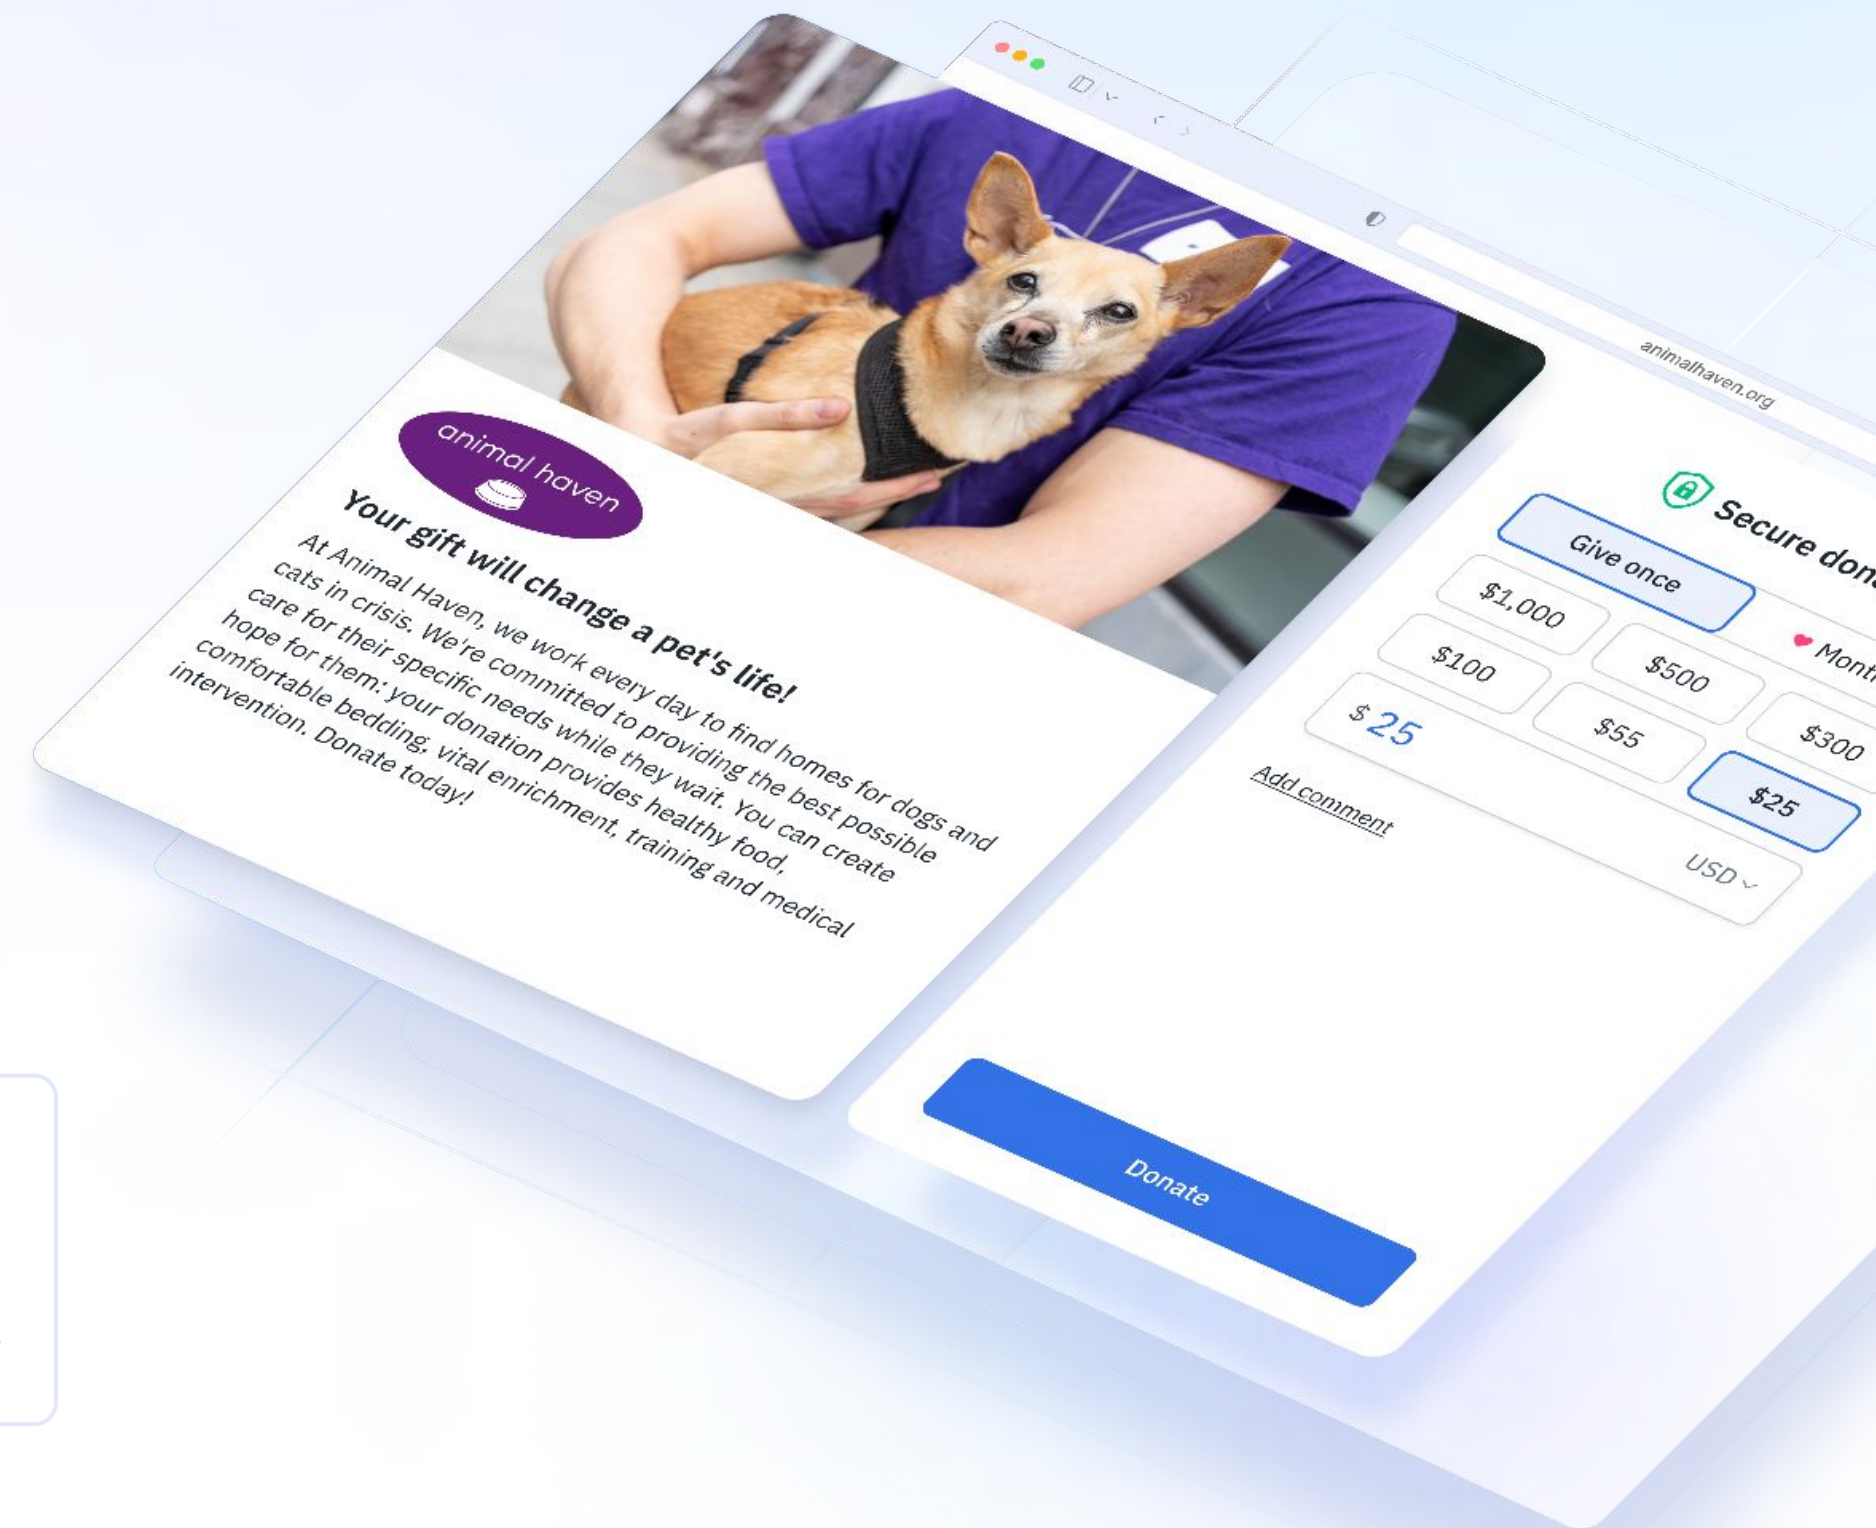 animalhaven.org
animal haven
Your gift will change a pet's life!
At Animal Haven, we work every day to find homes for dogs and
cats in crisis. We're committed to providing the best possible
care for their specific needs while they wait. You can create
hope for them: your donation provides healthy food,
comfortable bedding, vital enrichment, training and medical
intervention. Donate today!
Secure
Give once
$1,000
$500
$300
$100
$55
$25
$ 25
USD
Add comment
Donate